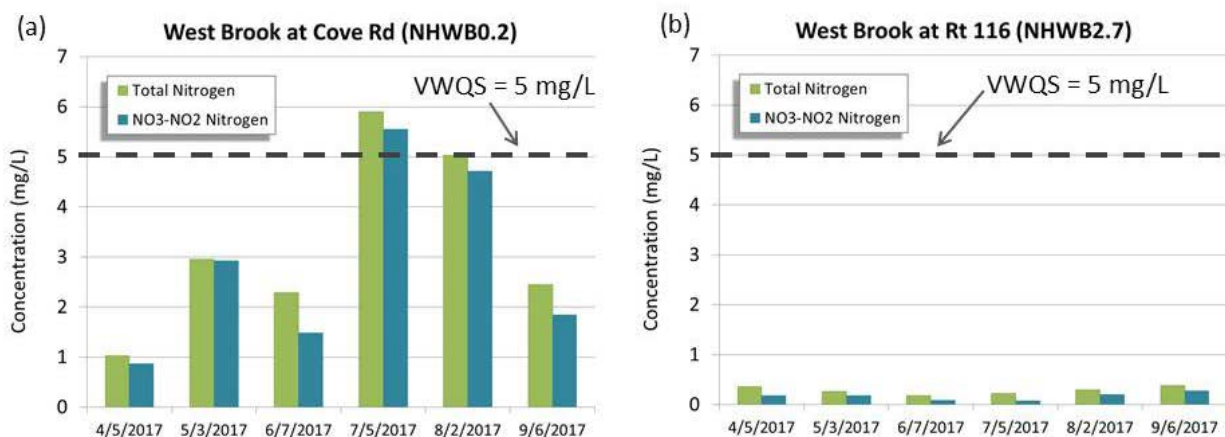 (a)
West Brook at Cove Rd (NHWB0.2)
7
6
5
4
3
2
1
0
Concentration (mg/L)
Total Nitrogen
NO3-NO2 Nitrogen
VWQS = 5 mg/L
4/5/2017 5/3/2017 6/7/2017 7/5/2017 8/2/2017 9/6/2017
(b)
West Brook at Rt 116 (NHWB2.7)
7
6
5
4
3
2
1
0
Concentration (mg/L)
Total Nitrogen
NO3-NO2 Nitrogen
VWQS = 5 mg/L
4/5/2017 5/3/2017 6/7/2017 7/5/2017 8/2/2017 9/6/2017